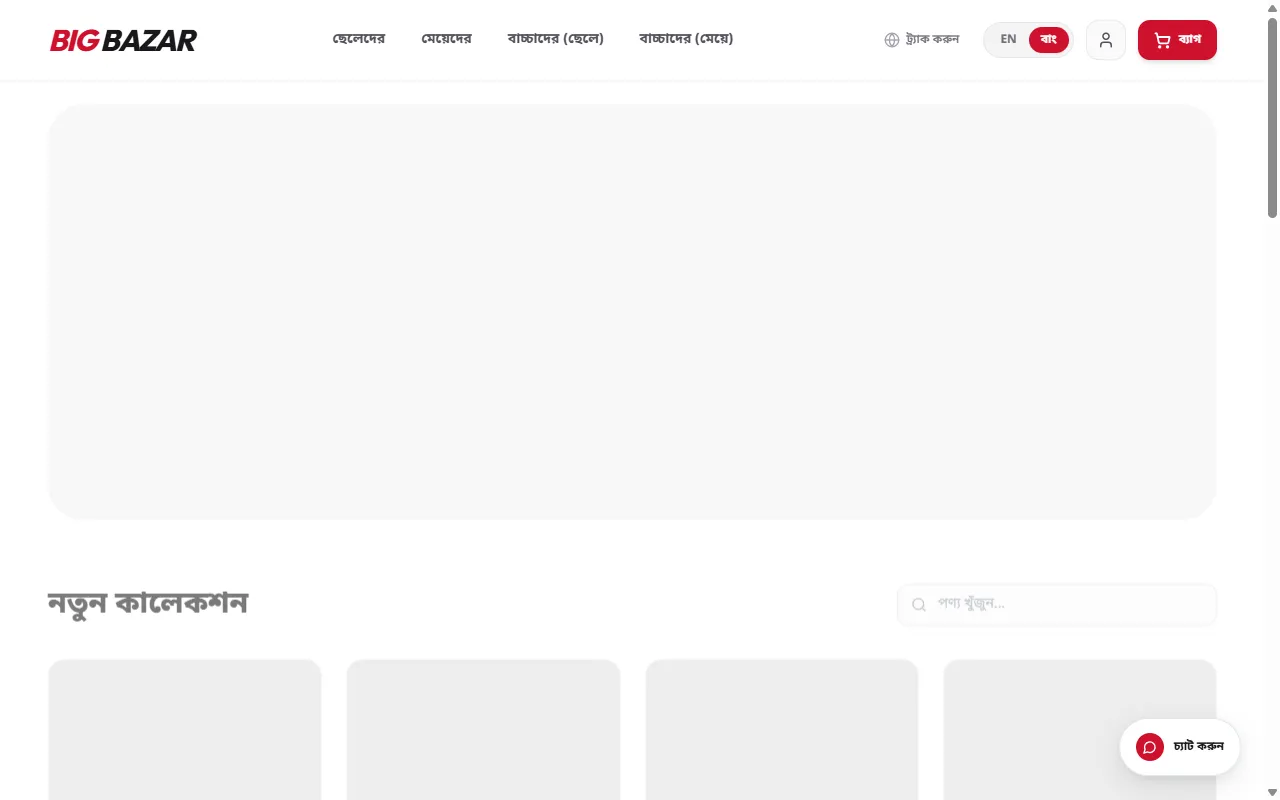 BIG BAZAR
ছেলেদের
মেয়েদের
বাচ্চাদের (ছেলে)
বাচ্চাদের (মেয়ে)
ট্র্যাক করুন
EN
বাং
ব্যাগ
নতুন কালেকশন
পণ্য খুঁজুন...
চ্যাট করুন